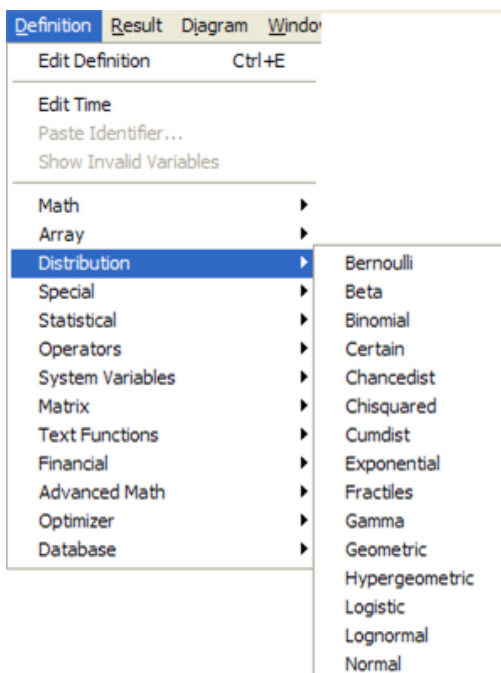 Definition Result Diagram Windo
Edit Definition Ctrl+E
Edit Time
Paste Identifier...
Show Invalid Variables
Math
Array
Distribution
Special
Statistical
Operators
System Variables
Matrix
Text Functions
Financial
Advanced Math
Optimizer
Database
Bernoulli
Beta
Binomial
Certain
Chancedist
Chisquared
Cumdist
Exponential
Fractiles
Gamma
Geometric
Hypergeometric
Logistic
Lognormal
Normal